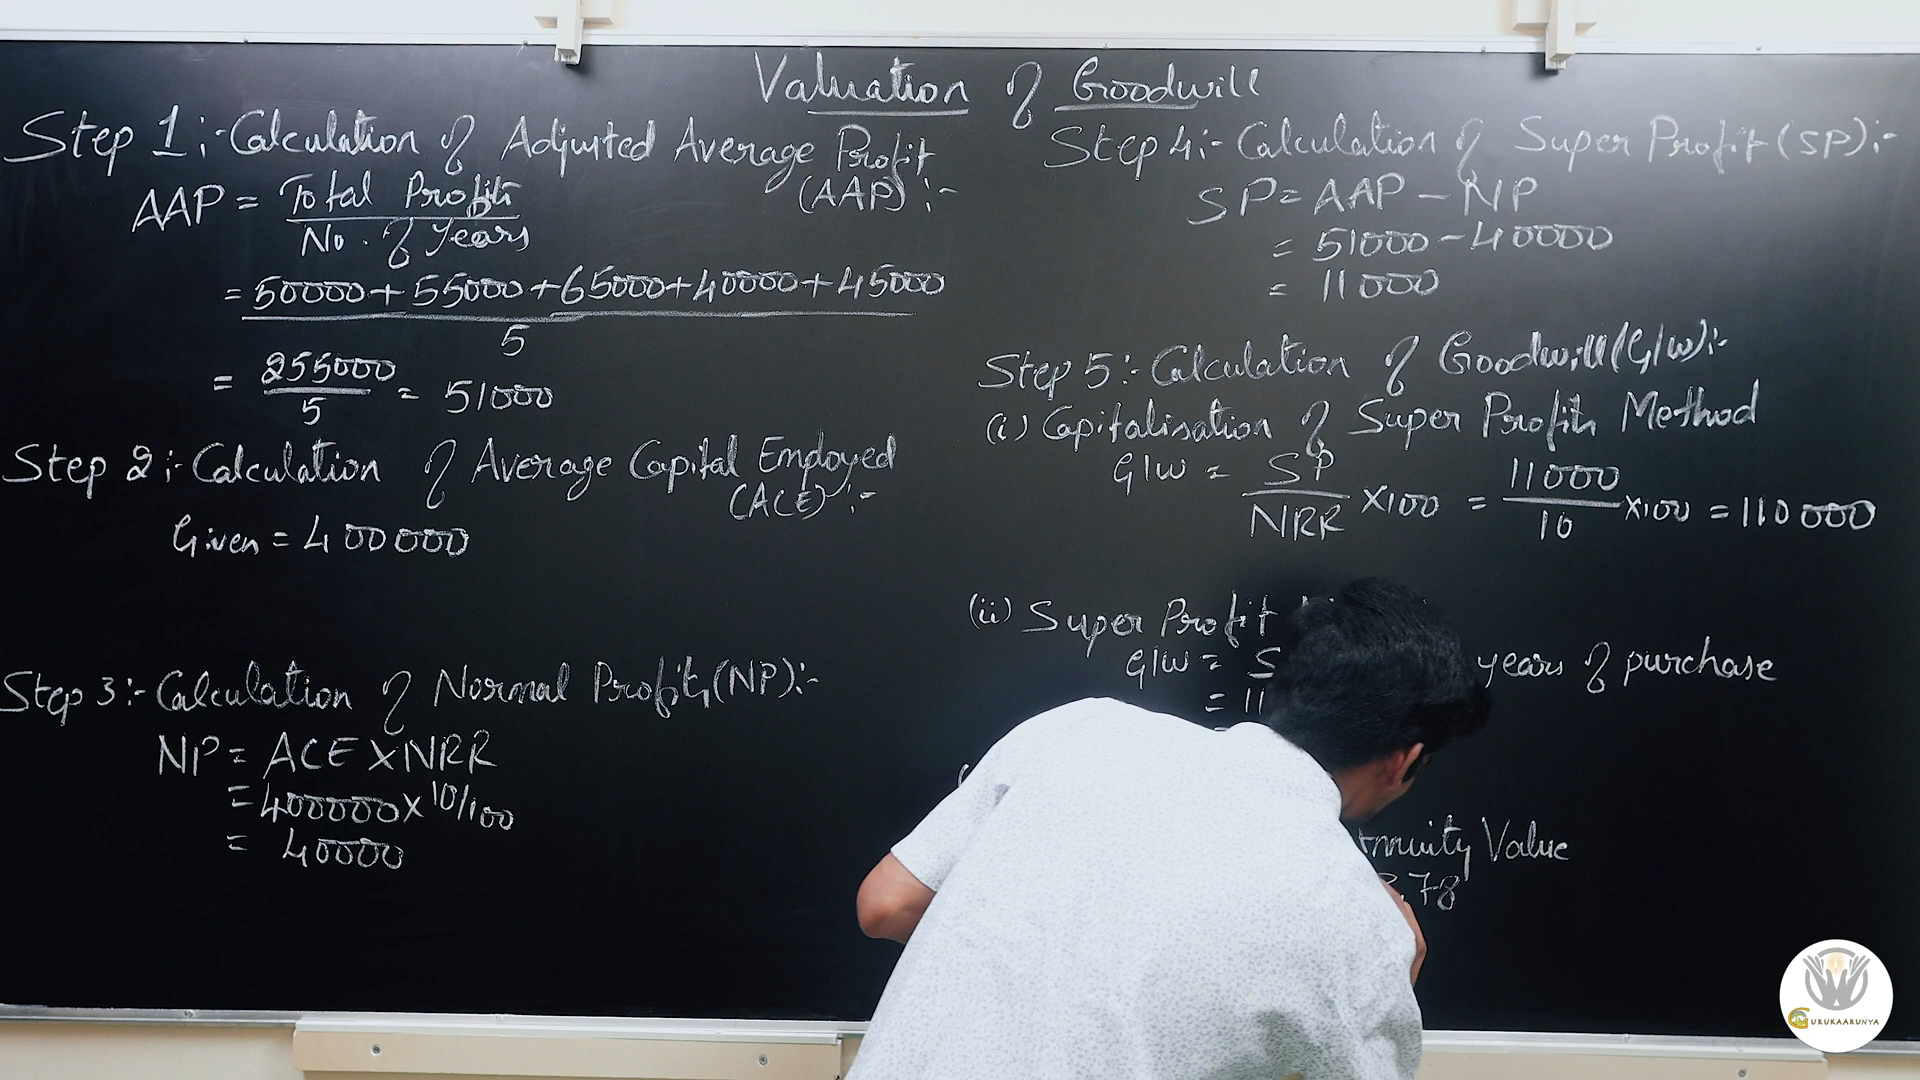 Valuation of Goodwill
Step 1:- Calculation of Adjusted Average Profit
(AAP):-
AAP = Total Profits
No. of years
= 50000 + 55000 + 65000 + 40000 + 45000
5
= 255000
5
= 51000
Step 2:- Calculation of Average Capital Employed
(ACE):-
Given = 400000
Step 3:- Calculation of Normal Profits (NP):-
NP = ACE X NRR
= 400000 X 10/100
= 40000
Step 4:- Calculation of Super Profit (SP):-
SP = AAP - NP
= 51000 - 40000
= 11000
Step 5:- Calculation of Goodwill (G/W):-
(i) Capitalisation of Super Profits Method
G/W = SP
NRR
X100 = 11000
10
X100 = 110000
(ii) Super Profit
G/W = S years of purchase
= 11
Annuity Value
.78
GURUKAARUNYA